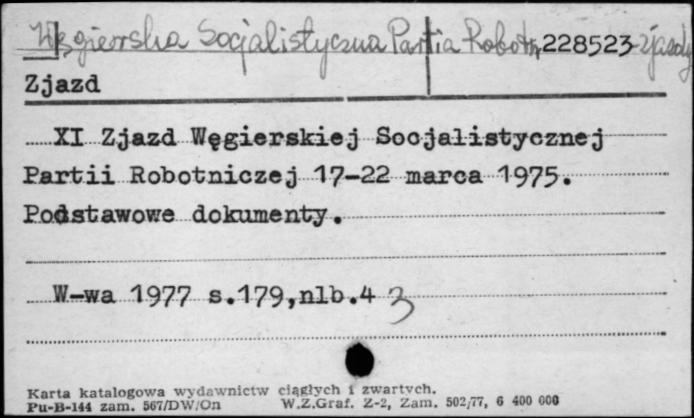 Węgierska Socjalistyczna Partia Robotn. 228523 zjazdy
Zjazd
XI Zjazd Węgierskiej Socjalistycznej
Partii Robotniczej 17-22 marca 1975.
Podstawowe dokumenty.
W-wa 1977 s.179,nlb.4 3
Karta katalogowa wydawnictw ciągłych i zwartych.
Pu-B-144 zam. 567/DW/On W.Z.Graf. Z-2, Zam. 502/77, 6 400 000